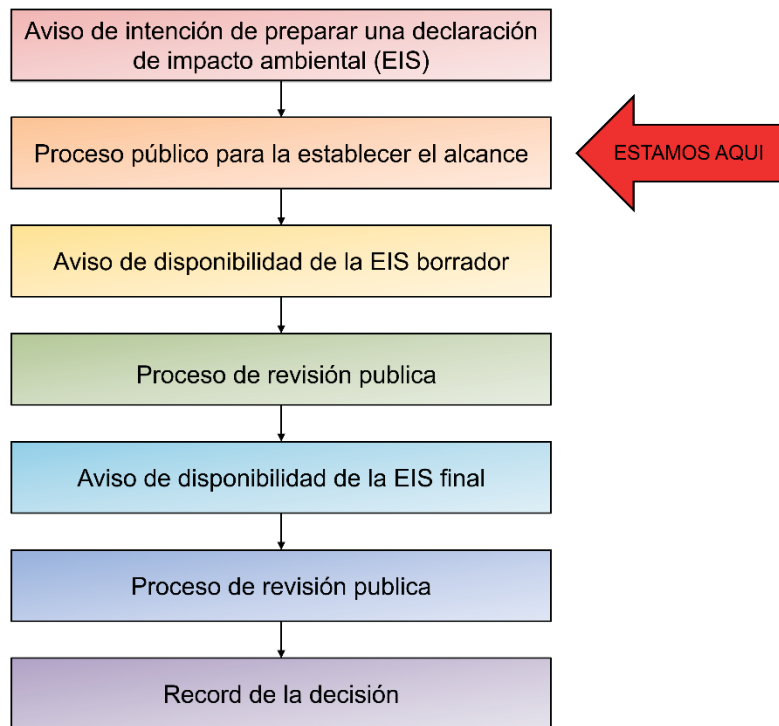 Aviso de intención de preparar una declaración
de impacto ambiental (EIS)
Proceso público para la establecer el alcance
ESTAMOS AQUI
Aviso de disponibilidad de la EIS borrador
Proceso de revisión publica
Aviso de disponibilidad de la EIS final
Proceso de revisión publica
Record de la decisión